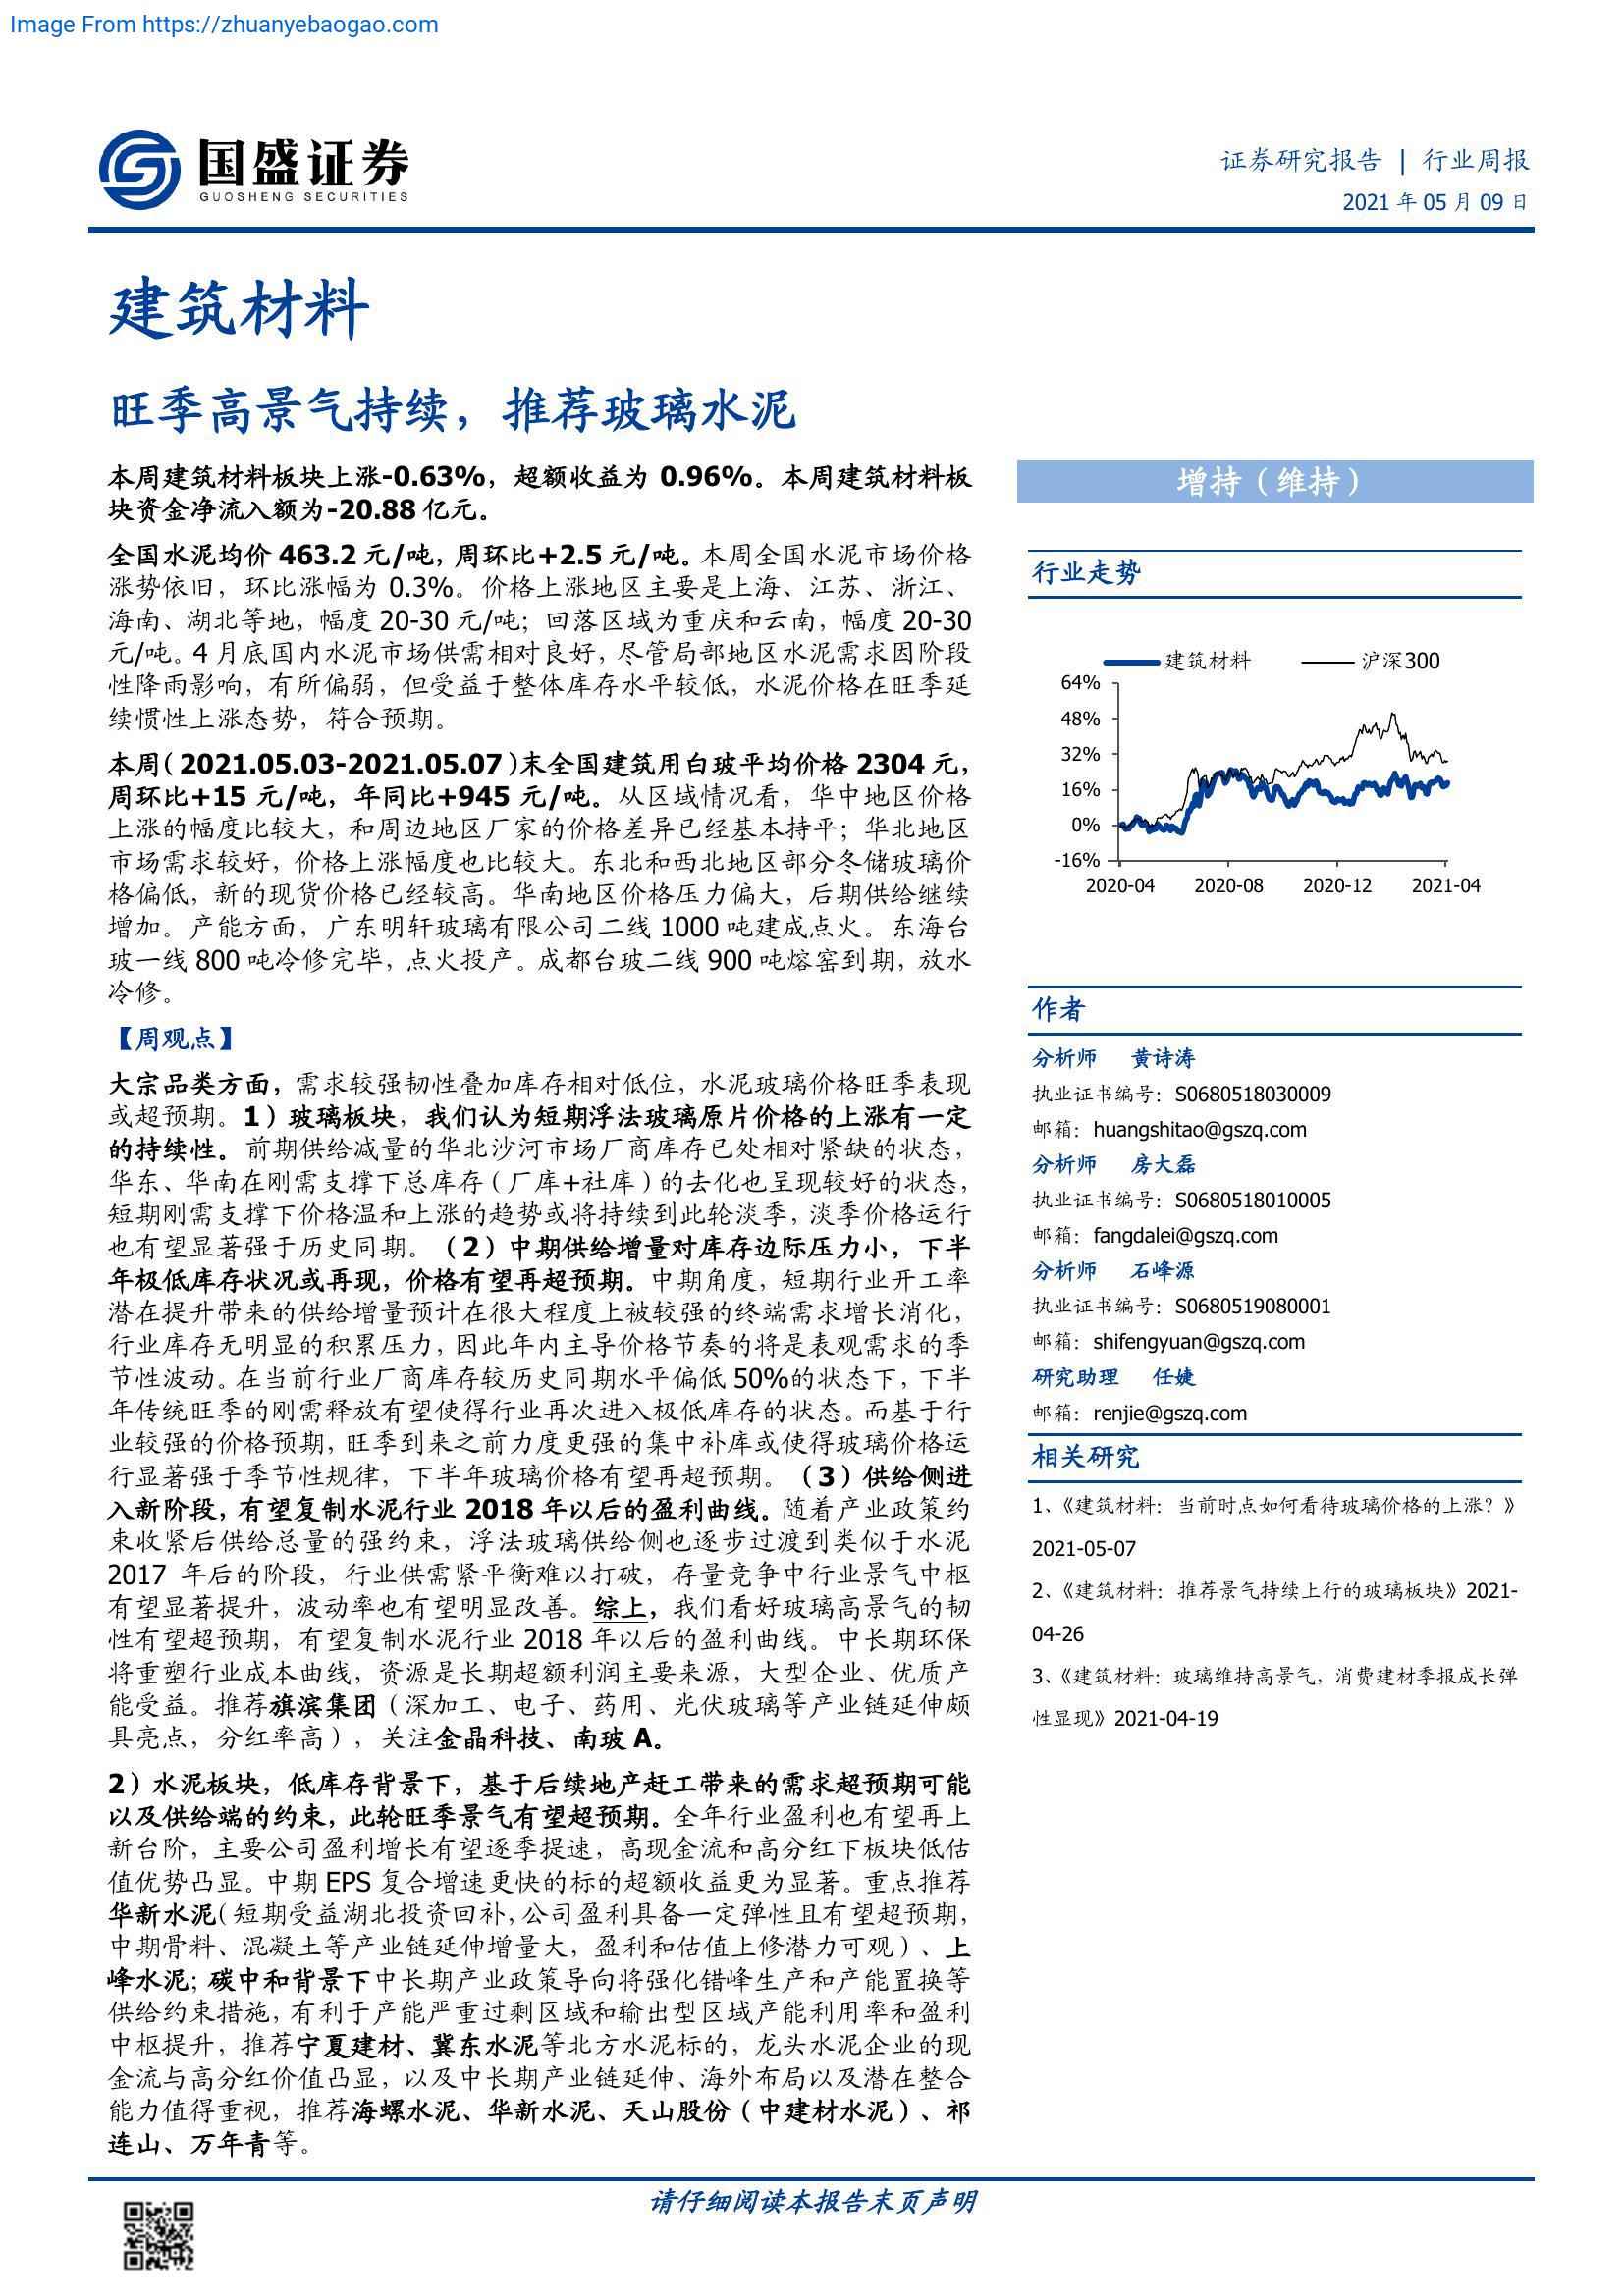 Image From https://zhuanyebaogao.com
国盛证券
GUOSHENG SECURITIES
证券研究报告 | 行业周报
2021 年 05 月 09 日
建筑材料
旺季高景气持续，推荐玻璃水泥
本周建筑材料板块上涨-0.63%，超额收益为 0.96%。本周建筑材料板
块资金净流入额为-20.88 亿元。
全国水泥均价 463.2 元/吨，周环比+2.5 元/吨。本周全国水泥市场价格
涨势依旧，环比涨幅为 0.3%。价格上涨地区主要是上海、江苏、浙江、
海南、湖北等地，幅度 20-30 元/吨；回落区域为重庆和云南，幅度 20-30
元/吨。4 月底国内水泥市场供需相对良好，尽管局部地区水泥需求因阶段
性降雨影响，有所偏弱，但受益于整体库存水平较低，水泥价格在旺季延
续惯性上涨态势，符合预期。
本周（2021.05.03-2021.05.07）末全国建筑用白玻平均价格 2304 元，
周环比+15 元/吨，年同比+945 元/吨。从区域情况看，华中地区价格
上涨的幅度比较大，和周边地区厂家的价格差异已经基本持平；华北地区
市场需求较好，价格上涨幅度也比较大。东北和西北地区部分冬储玻璃价
格偏低，新的现货价格已经较高。华南地区价格压力偏大，后期供给继续
增加。产能方面，广东明轩玻璃有限公司二线 1000 吨建成点火。东海台
玻一线 800 吨冷修完毕，点火投产。成都台玻二线 900 吨熔窑到期，放水
冷修。
【周观点】
大宗品类方面，需求较强韧性叠加库存相对低位，水泥玻璃价格旺季表现
或超预期。1）玻璃板块，我们认为短期浮法玻璃原片价格的上涨有一定
的持续性。前期供给减量的华北沙河市场厂商库存已处相对紧缺的状态，
华东、华南在刚需支撑下总库存（厂库+社库）的去化也呈现较好的状态，
短期刚需支撑下价格温和上涨的趋势或将持续到此轮淡季，淡季价格运行
也有望显著强于历史同期。（2）中期供给增量对库存边际压力小，下半
年极低库存状况或再现，价格有望再超预期。中期角度，短期行业开工率
潜在提升带来的供给增量预计在很大程度上被较强的终端需求增长消化，
行业库存无明显的积累压力，因此年内主导价格节奏的将是表观需求的季
节性波动。在当前行业厂商库存较历史同期水平偏低 50%的状态下，下半
年传统旺季的刚需释放有望使得行业再次进入极低库存的状态。而基于行
业较强的价格预期，旺季到来之前力度更强的集中补库或使得玻璃价格运
行显著强于季节性规律，下半年玻璃价格有望再超预期。（3）供给侧进
入新阶段，有望复制水泥行业 2018 年以后的盈利曲线。随着产业政策约
束收紧后供给总量的强约束，浮法玻璃供给侧也逐步过渡到类似于水泥
2017 年后的阶段，行业供需紧平衡难以打破，存量竞争中行业景气中枢
有望显著提升，波动率也有望明显改善。综上，我们看好玻璃高景气的韧
性有望超预期，有望复制水泥行业 2018 年以后的盈利曲线。中长期环保
将重塑行业成本曲线，资源是长期超额利润主要来源，大型企业、优质产
能受益。推荐旗滨集团（深加工、电子、药用、光伏玻璃等产业链延伸颇
具亮点，分红率高），关注金晶科技、南玻 A。
2）水泥板块，低库存背景下，基于后续地产赶工带来的需求超预期可能
以及供给端的约束，此轮旺季景气有望超预期。全年行业盈利也有望再上
新台阶，主要公司盈利增长有望逐季提速，高现金流和高分红下板块低估
值优势凸显。中期 EPS 复合增速更快的标的超额收益更为显著。重点推荐
华新水泥（短期受益湖北投资回补，公司盈利具备一定弹性且有望超预期，
中期骨料、混凝土等产业链延伸增量大，盈利和估值上修潜力可观）、上
峰水泥；碳中和背景下中长期产业政策导向将强化错峰生产和产能置换等
供给约束措施，有利于产能严重过剩区域和输出型区域产能利用率和盈利
中枢提升，推荐宁夏建材、冀东水泥等北方水泥标的，龙头水泥企业的现
金流与高分红价值凸显，以及中长期产业链延伸、海外布局以及潜在整合
能力值得重视，推荐海螺水泥、华新水泥、天山股份（中建材水泥）、祁
连山、万年青等。
增持（维持）
行业走势
建筑材料 沪深300
64%
48%
32%
16%
0%
-16%
2020-04 2020-08 2020-12 2021-04
作者
分析师 黄诗涛
执业证书编号：S0680518030009
邮箱：huangshitao@gszq.com
分析师 房大磊
执业证书编号：S0680518010005
邮箱：fangdalei@gszq.com
分析师 石峰源
执业证书编号：S0680519080001
邮箱：shifengyuan@gszq.com
研究助理 任婕
邮箱：renjie@gszq.com
相关研究
1、《建筑材料：当前时点如何看待玻璃价格的上涨？》
2021-05-07
2、《建筑材料：推荐景气持续上行的玻璃板块》2021-
04-26
3、《建筑材料：玻璃维持高景气，消费建材季报成长弹
性显现》2021-04-19
请仔细阅读本报告末页声明